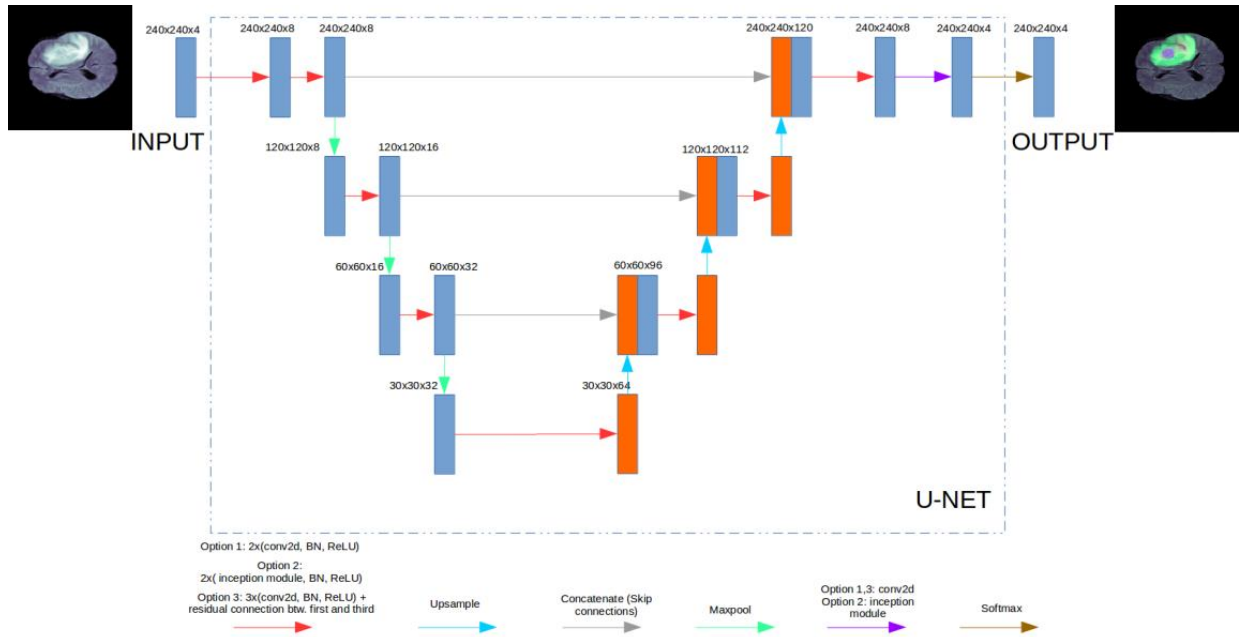 240x240x4
240x240x8
240x240x8
240x240x120
240x240x8
240x240x4
240x240x4
INPUT
OUTPUT
120x120x8
120x120x16
120x120x112
60x60x16
60x60x32
60x60x96
30x30x32
30x30x64
U-NET
Option 1: 2x(conv2d, BN, ReLU)
Option 2:
2x( inception module, BN, ReLU)
Option 3: 3x(conv2d, BN, ReLU) +
residual connection btw. first and third
Upsample
Concatenate (Skip
connections)
Maxpool
Option 1,3: conv2d
Option 2: inception
module
Softmax